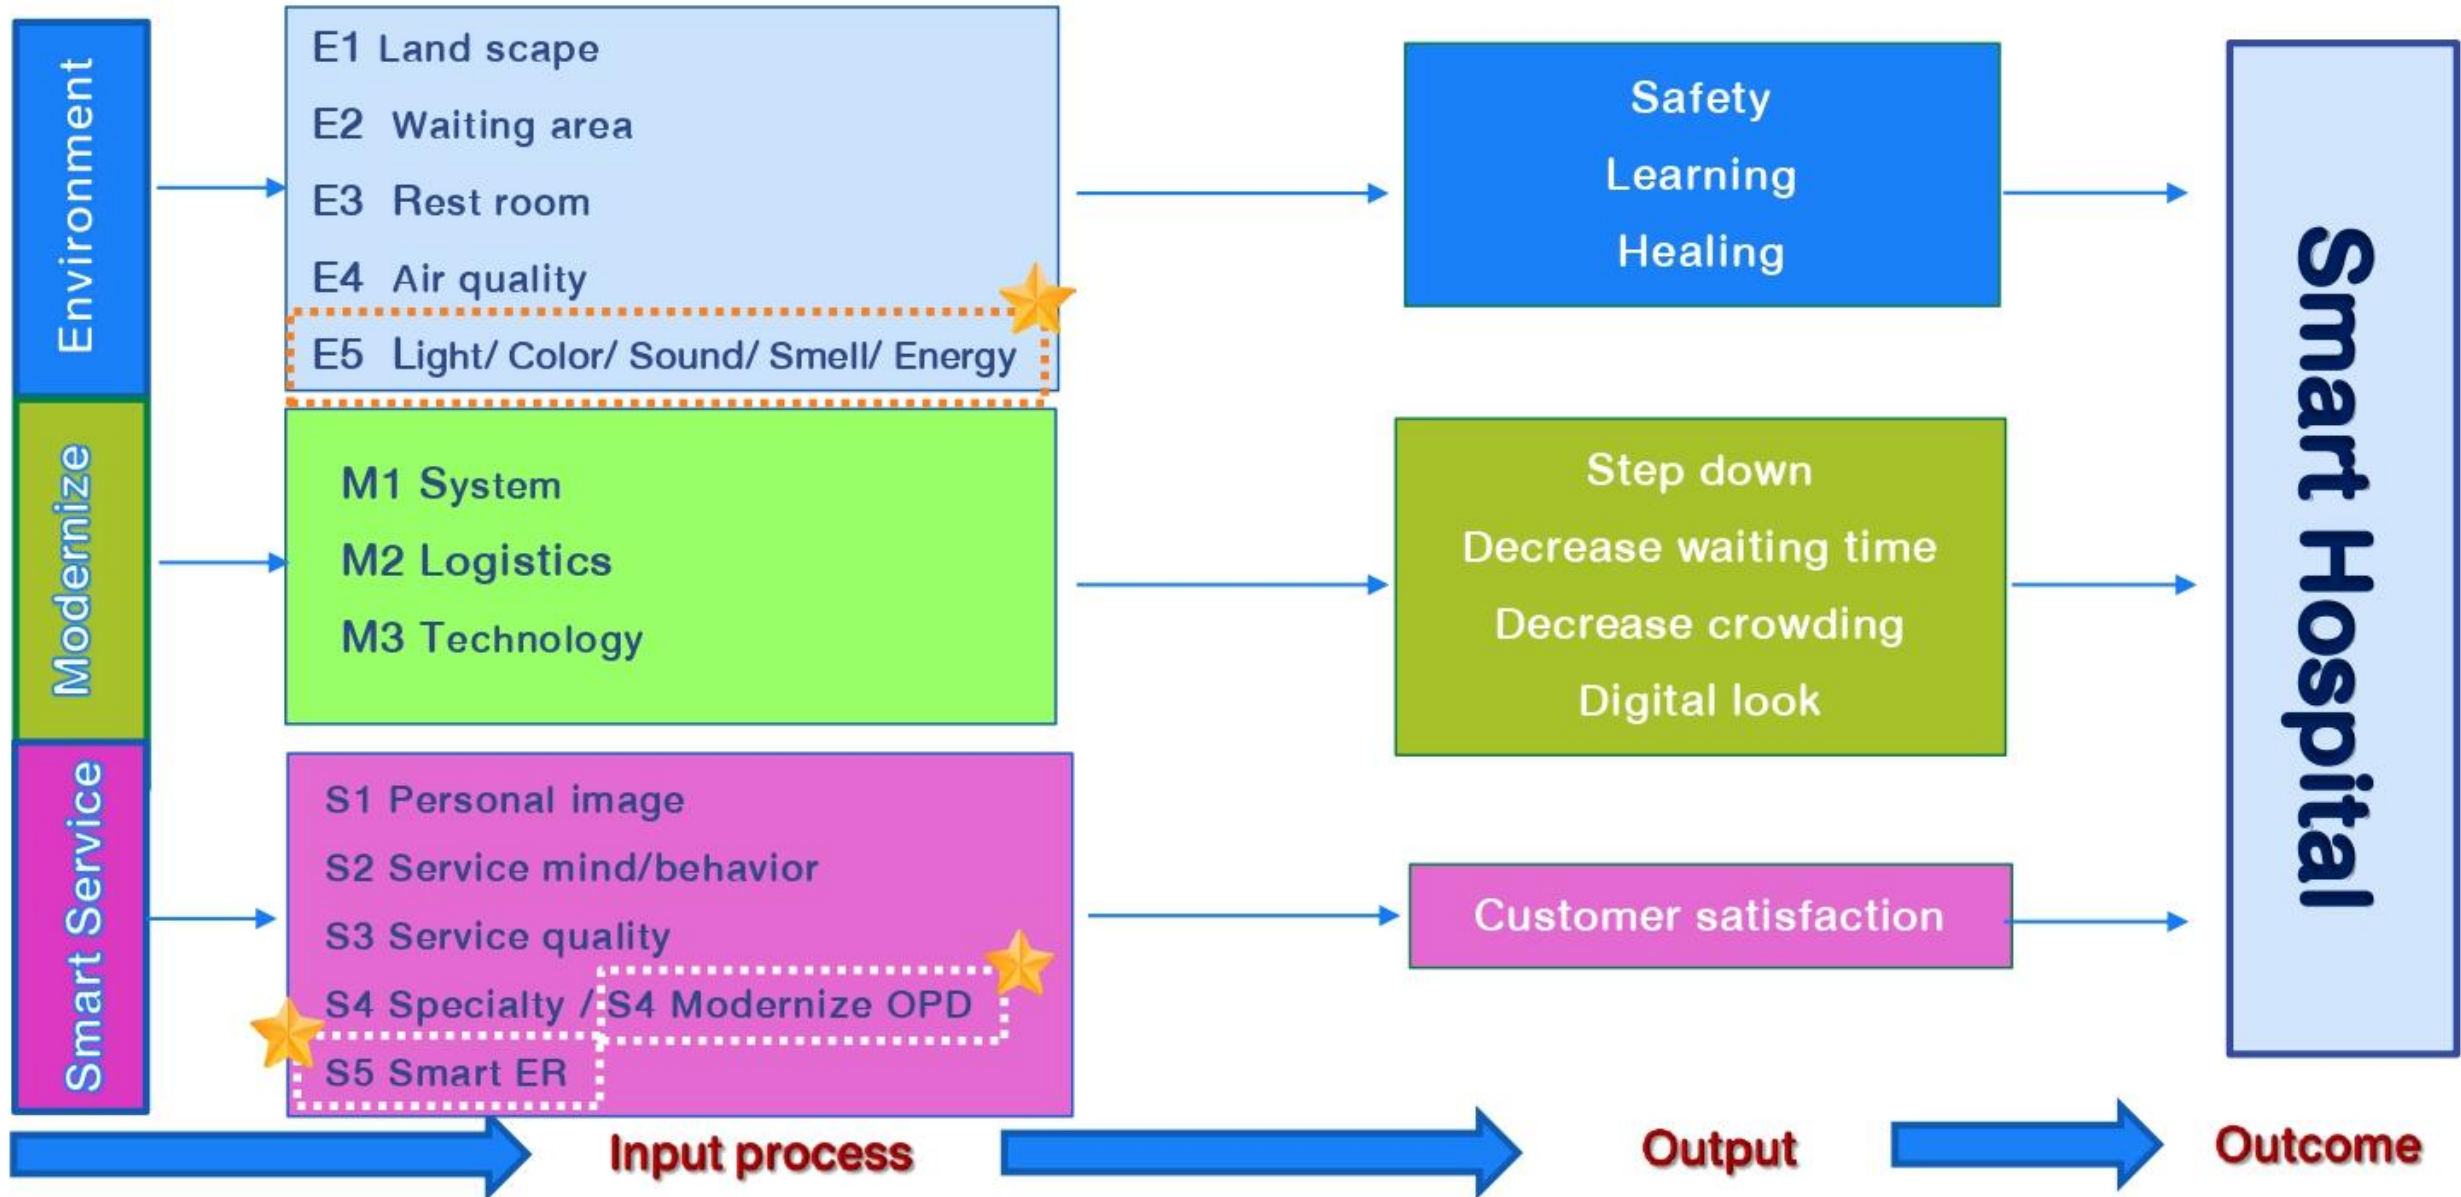 Environment
E1 Land scape
E2 Waiting area
E3 Rest room
E4 Air quality
E5 Light/ Color/ Sound/ Smell/ Energy
Safety
Learning
Healing
Modernize
M1 System
M2 Logistics
M3 Technology
Step down
Decrease waiting time
Decrease crowding
Digital look
Smart Service
S1 Personal image
S2 Service mind/behavior
S3 Service quality
S4 Specialty / S4 Modernize OPD
S5 Smart ER
Customer satisfaction
Smart Hospital
Input process
Output
Outcome